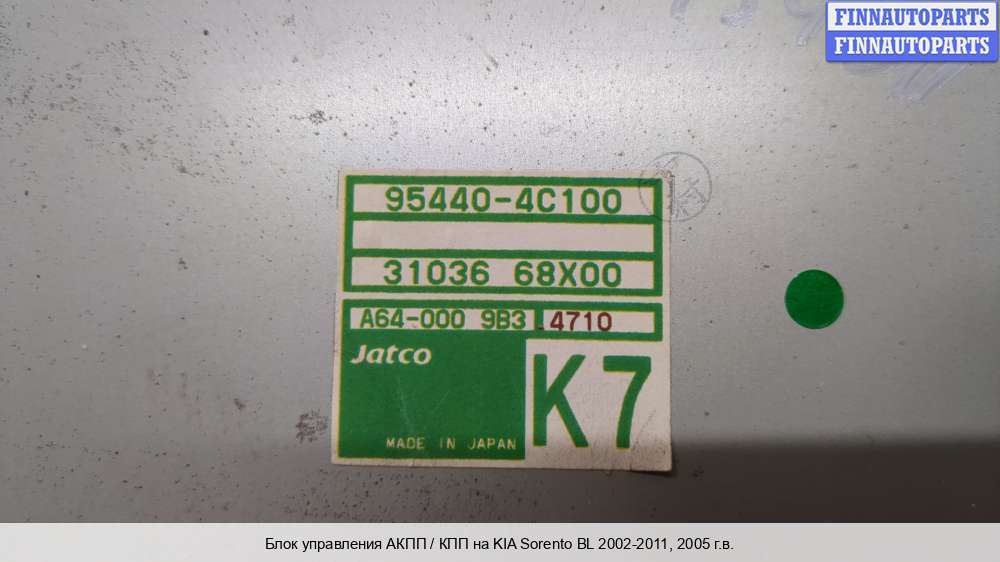 FINNAUTOPARTS
FINNAUTOPARTS
95440-4C100
31036 68X00
A64-000 9B3 4710
Jatco
K7
MADE IN JAPAN
Блок управления АКПП / КПП на KIA Sorento BL 2002-2011, 2005 г.в.